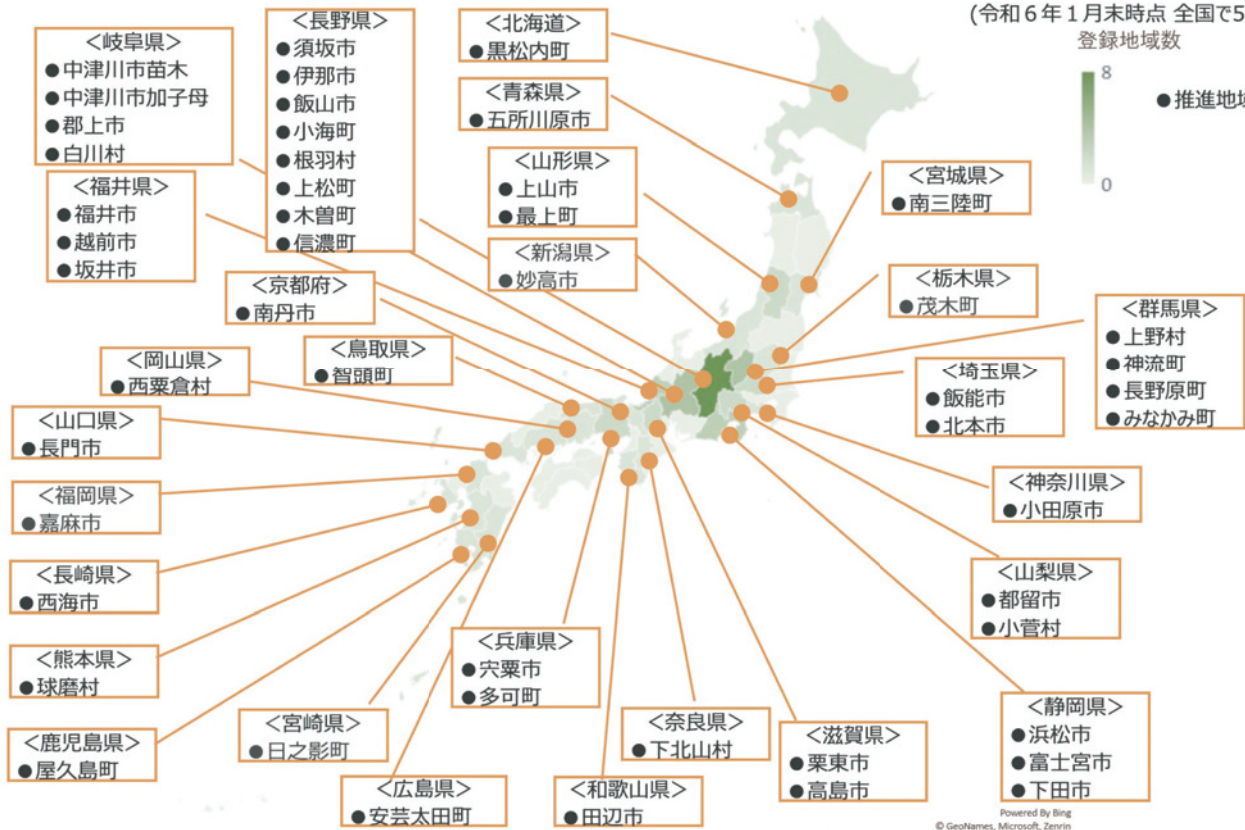 (令和６年１月末時点 全国で5
登録地域数
8
0
●推進地域
＜岐阜県＞
●中津川市苗木
●中津川市加子母
●郡上市
●白川村
＜長野県＞
●須坂市
●伊那市
●飯山市
●小海町
●根羽村
●上松町
●木曽町
●信濃町
＜北海道＞
●黒松内町
＜青森県＞
●五所川原市
＜山形県＞
●上山市
●最上町
＜宮城県＞
●南三陸町
＜福井県＞
●福井市
●越前市
●坂井市
＜新潟県＞
●妙高市
＜栃木県＞
●茂木町
＜群馬県＞
●上野村
●神流町
●長野原町
●みなかみ町
＜京都府＞
●南丹市
＜鳥取県＞
●智頭町
＜岡山県＞
●西粟倉村
＜埼玉県＞
●飯能市
●北本市
＜山口県＞
●長門市
＜福岡県＞
●嘉麻市
＜神奈川県＞
●小田原市
＜長崎県＞
●西海市
＜山梨県＞
●都留市
●小菅村
＜熊本県＞
●球磨村
＜兵庫県＞
●宍粟市
●多可町
＜鹿児島県＞
●屋久島町
＜宮崎県＞
●日之影町
＜奈良県＞
●下北山村
＜滋賀県＞
●栗東市
●高島市
＜静岡県＞
●浜松市
●富士宮市
●下田市
＜広島県＞
●安芸太田町
＜和歌山県＞
●田辺市
Powered By Bing
© GeoNames, Microsoft, Zenrin